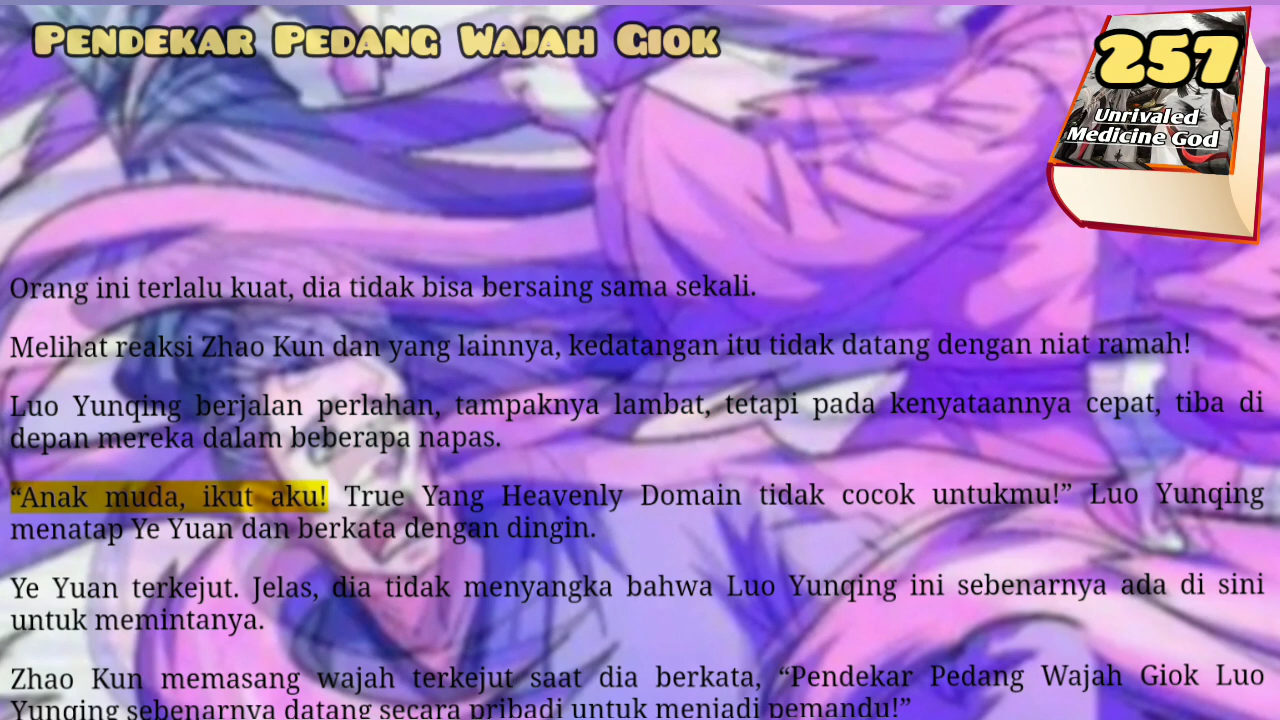 Pendekar Pedang Wajah Giok
257
Unrivaled
Medicine God
Orang ini terlalu kuat, dia tidak bisa bersaing sama sekali.
Melihat reaksi Zhao Kun dan yang lainnya, kedatangan itu tidak datang dengan niat ramah!
Luo Yunqing berjalan perlahan, tampaknya lambat, tetapi pada kenyataannya cepat, tiba di
depan mereka dalam beberapa napas.
“Anak muda, ikut aku! True Yang Heavenly Domain tidak cocok untukmu!” Luo Yunqing
menatap Ye Yuan dan berkata dengan dingin.
Ye Yuan terkejut. Jelas, dia tidak menyangka bahwa Luo Yunqing ini sebenarnya ada di sini
untuk memintanya.
Zhao Kun memasang wajah terkejut saat dia berkata, “Pendekar Pedang Wajah Giok Luo
Yunqing sebenarnya datang secara pribadi untuk menjadi pemandu!”